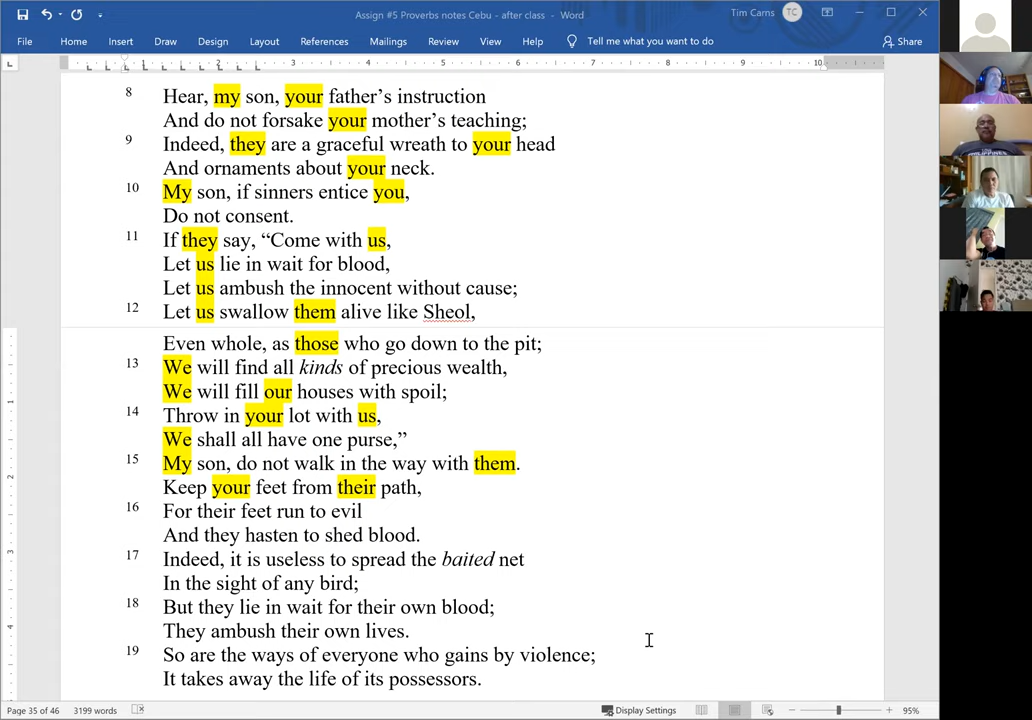 Assign #5 Proverbs notes Cebu - after class - Word
Tim Carns TC
File Home Insert Draw Design Layout References Mailings Review View Help Tell me what you want to do Share
1 2 3 4 5 6 7 8 9 10
8 Hear, my son, your father’s instruction
And do not forsake your mother’s teaching;
9 Indeed, they are a graceful wreath to your head
And ornaments about your neck.
10 My son, if sinners entice you,
Do not consent.
11 If they say, “Come with us,
Let us lie in wait for blood,
Let us ambush the innocent without cause;
12 Let us swallow them alive like Sheol,
Even whole, as those who go down to the pit;
13 We will find all kinds of precious wealth,
We will fill our houses with spoil;
14 Throw in your lot with us,
We shall all have one purse,”
15 My son, do not walk in the way with them.
Keep your feet from their path,
16 For their feet run to evil
And they hasten to shed blood.
17 Indeed, it is useless to spread the baited net
In the sight of any bird;
18 But they lie in wait for their own blood;
They ambush their own lives.
19 So are the ways of everyone who gains by violence;
It takes away the life of its possessors.
Page 35 of 46 3199 words Display Settings 95%